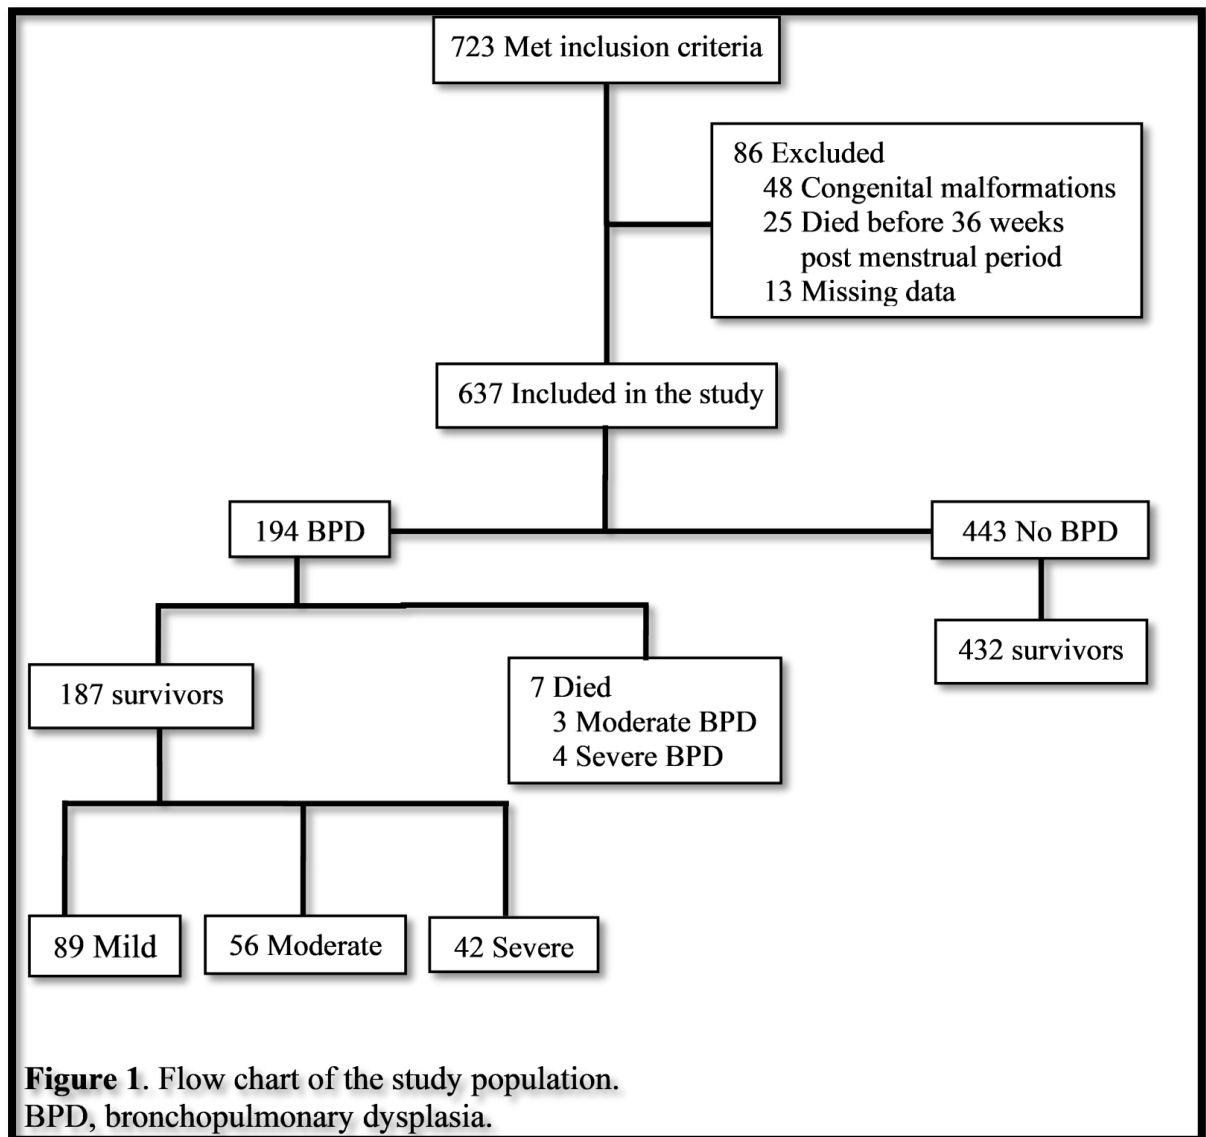 723 Met inclusion criteria
86 Excluded
48 Congenital malformations
25 Died before 36 weeks
post menstrual period
13 Missing data
637 Included in the study
194 BPD
443 No BPD
432 survivors
187 survivors
7 Died
3 Moderate BPD
4 Severe BPD
89 Mild
56 Moderate
42 Severe
Figure 1. Flow chart of the study population.
BPD, bronchopulmonary dysplasia.